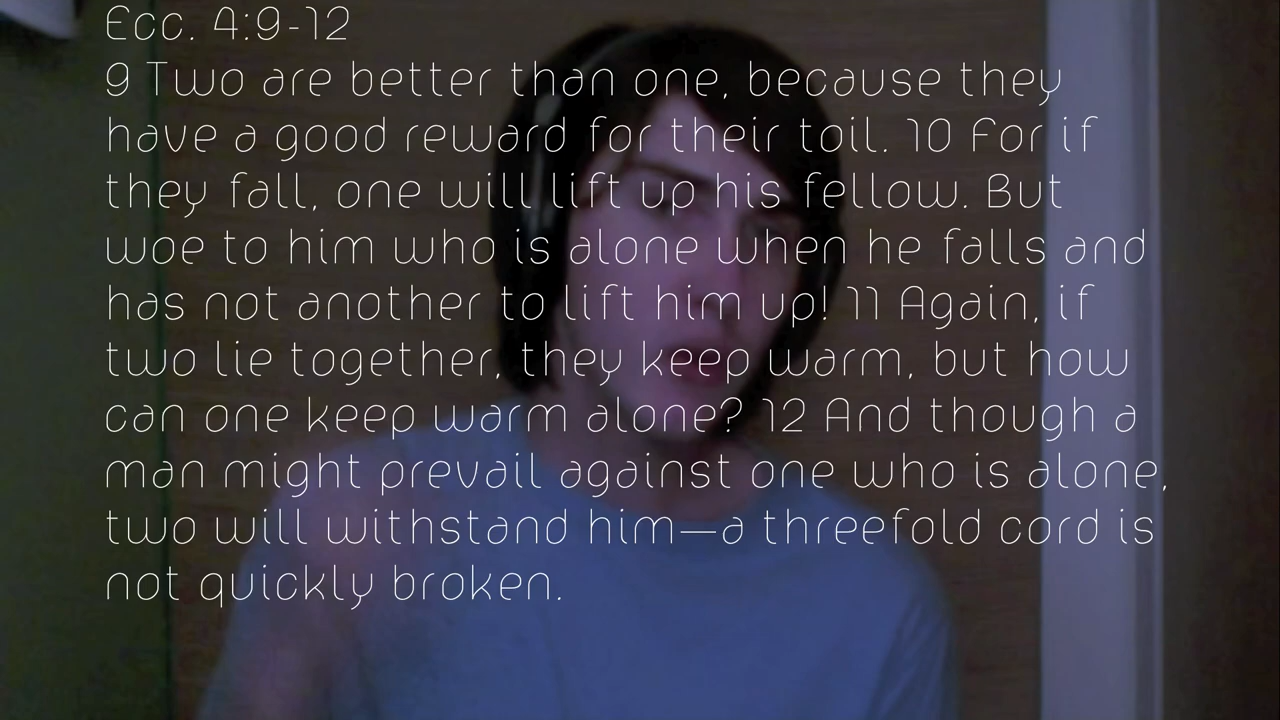 Ecc. 4:9-12
9 Two are better than one, because they
have a good reward for their toil. 10 For if
they fall, one will lift up his fellow. But
woe to him who is alone when he falls and
has not another to lift him up! 11 Again, if
two lie together, they keep warm, but how
can one keep warm alone? 12 And though a
man might prevail against one who is alone,
two will withstand him—a threefold cord is
not quickly broken.